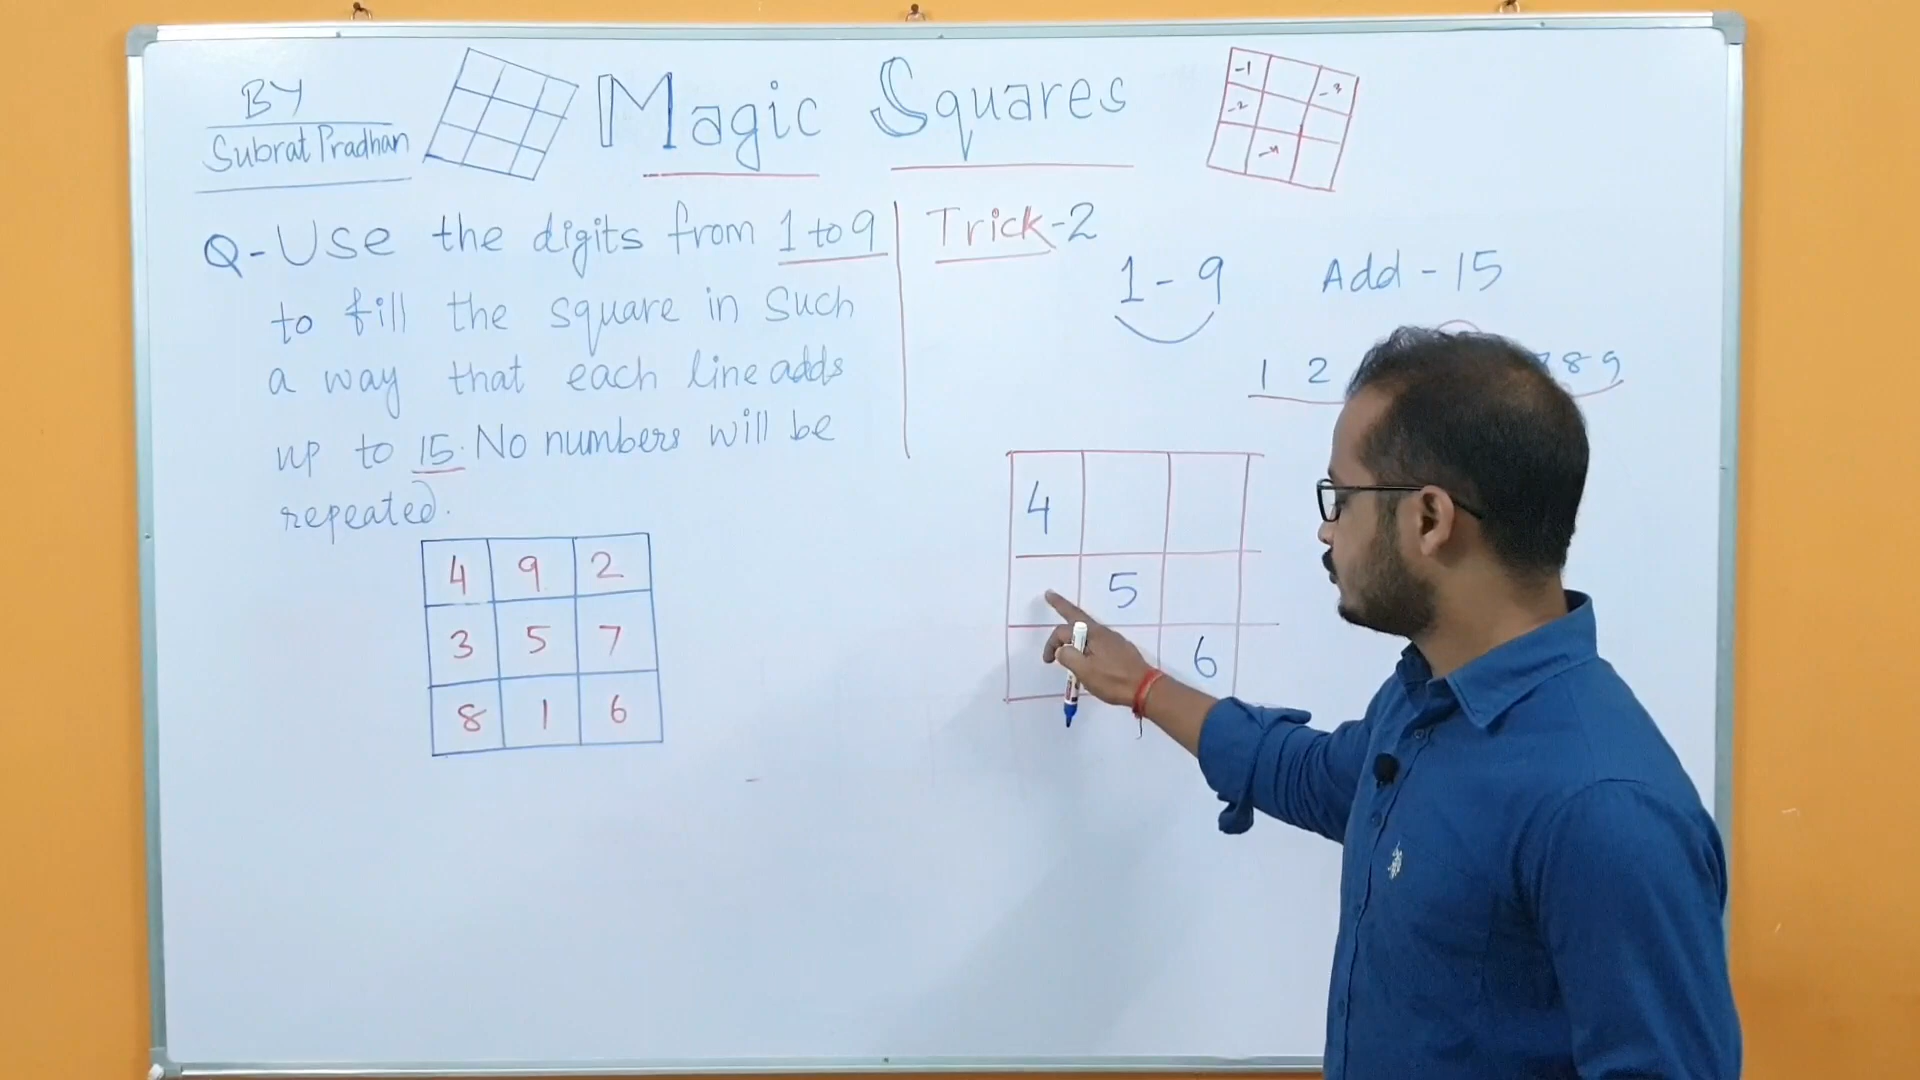 BY
Subrat Pradhan
Magic Squares
-1
-3
-2
-4
Q- Use the digits from 1 to 9
to fill the square in such
a way that each line adds
up to 15. No numbers will be
repeated.
4 9 2
3 5 7
8 1 6
Trick-2
1 - 9 Add - 15
1 2 8 9
4
5
6